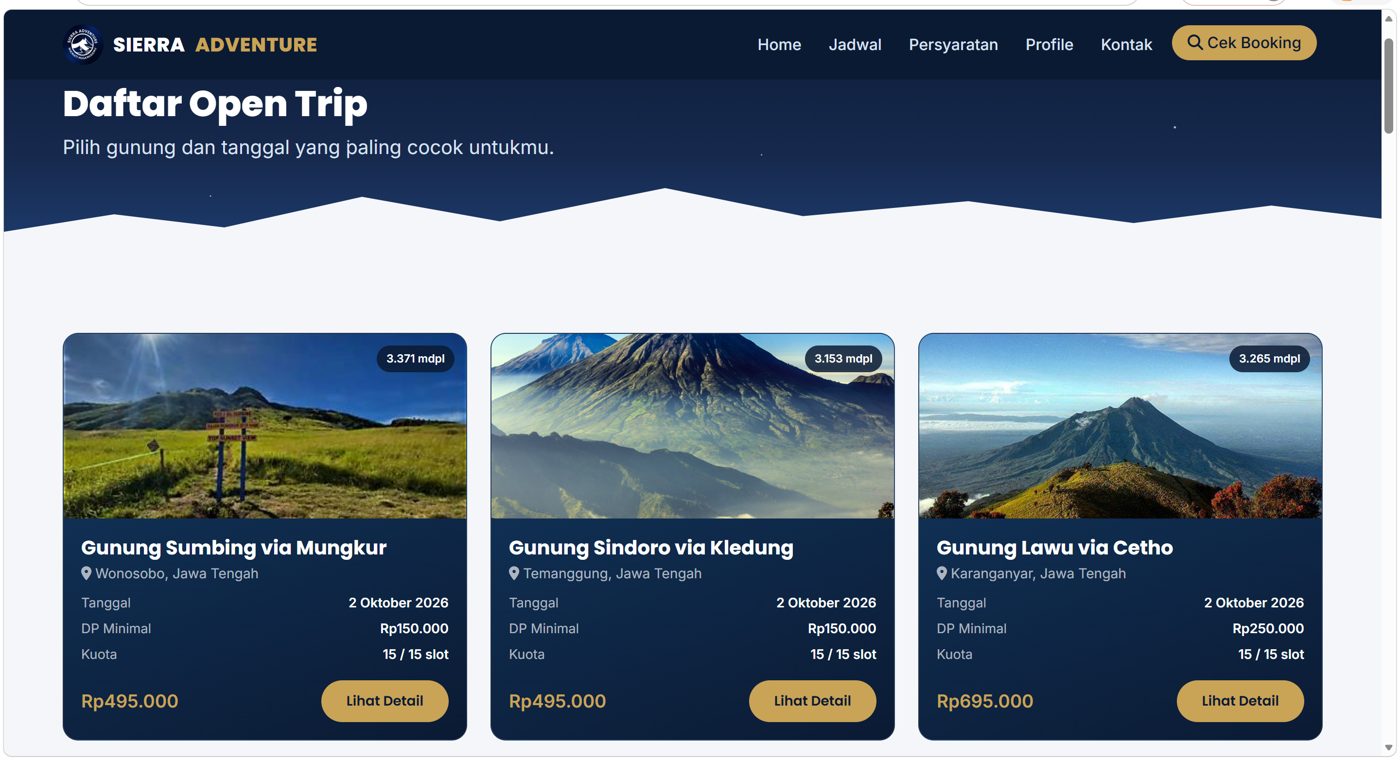 SIERRA ADVENTURE
Home Jadwal Persyaratan Profile Kontak Cek Booking
Daftar Open Trip
Pilih gunung dan tanggal yang paling cocok untukmu.
3.371 mdpl
Gunung Sumbing via Mungkur
Wonosobo, Jawa Tengah
Tanggal 2 Oktober 2026
DP Minimal Rp150.000
Kuota 15 / 15 slot
Rp495.000 Lihat Detail
3.153 mdpl
Gunung Sindoro via Kledung
Temanggung, Jawa Tengah
Tanggal 2 Oktober 2026
DP Minimal Rp150.000
Kuota 15 / 15 slot
Rp495.000 Lihat Detail
3.265 mdpl
Gunung Lawu via Cetho
Karanganyar, Jawa Tengah
Tanggal 2 Oktober 2026
DP Minimal Rp250.000
Kuota 15 / 15 slot
Rp695.000 Lihat Detail